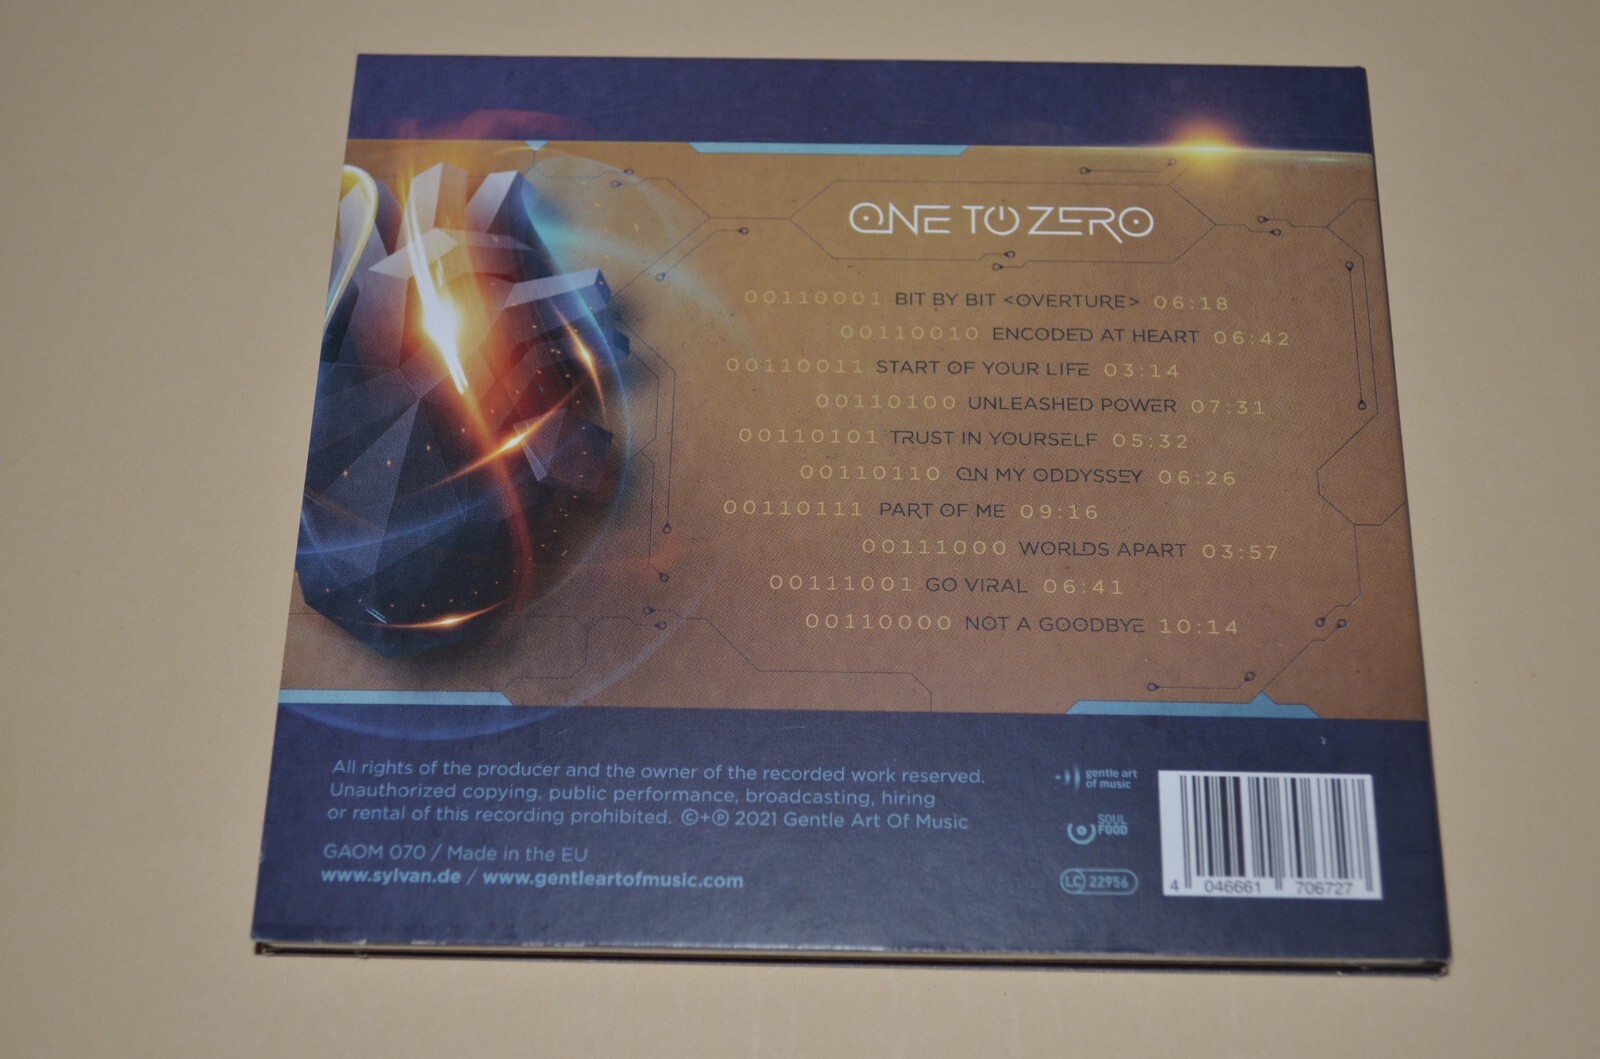 ONE TO ZERO
00110001 BIT BY BIT <OVERTURE> 06:18
00110010 ENCODED AT HEART 06:42
00110011 START OF YOUR LIFE 03:14
00110100 UNLEASHED POWER 07:31
00110101 TRUST IN YOURSELF 05:32
00110110 ON MY ODDYSSEY 06:26
00110111 PART OF ME 09:16
00111000 WORLDS APART 03:57
00111001 GO VIRAL 06:41
00110000 NOT A GOODBYE 10:14
All rights of the producer and the owner of the recorded work reserved.
Unauthorized copying, public performance, broadcasting, hiring
or rental of this recording prohibited. ©+℗ 2021 Gentle Art Of Music
GAOM 070 / Made in the EU
www.sylvan.de / www.gentleartofmusic.com
gentle art
of music
SOUL
FOOD
LC 22956
4 046661 706727